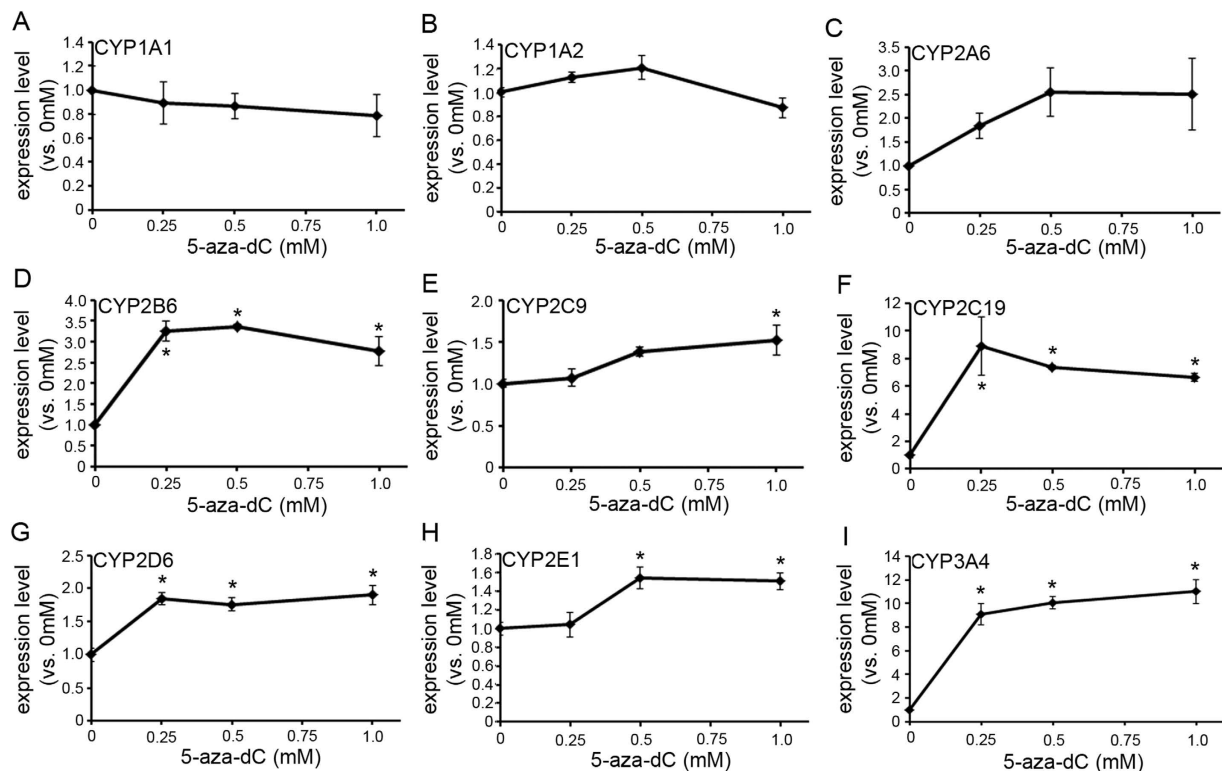 A
CYP1A1
expression level
(vs. 0mM)
1.4
1.2
1.0
0.8
0.6
0.4
0.2
0
0 0.25 0.5 0.75 1.0
5-aza-dC (mM)
B
CYP1A2
expression level
(vs. 0mM)
1.4
1.2
1.0
0.8
0.6
0.4
0.2
0
0 0.25 0.5 0.75 1.0
5-aza-dC (mM)
C
CYP2A6
expression level
(vs. 0mM)
3.5
3.0
2.5
2.0
1.5
1.0
0.5
0
0 0.25 0.5 0.75 1.0
5-aza-dC (mM)
D
CYP2B6
expression level
(vs. 0mM)
4.0
3.5
3.0
2.5
2.0
1.5
1.0
0.5
0
* * *
0 0.25 0.5 0.75 1.0
5-aza-dC (mM)
E
CYP2C9
expression level
(vs. 0mM)
2.0
1.5
1.0
0.5
0
*
0 0.25 0.5 0.75 1.0
5-aza-dC (mM)
F
CYP2C19
expression level
(vs. 0mM)
12
10
8
6
4
2
0
* * *
0 0.25 0.5 0.75 1.0
5-aza-dC (mM)
G
CYP2D6
expression level
(vs. 0mM)
2.5
2.0
1.5
1.0
0.5
0
* * *
0 0.25 0.5 0.75 1.0
5-aza-dC (mM)
H
CYP2E1
expression level
(vs. 0mM)
1.8
1.6
1.4
1.2
1.0
0.8
0.6
0.4
0.2
0
* *
0 0.25 0.5 0.75 1.0
5-aza-dC (mM)
I
CYP3A4
expression level
(vs. 0mM)
14
12
10
8
6
4
2
0
* * *
0 0.25 0.5 0.75 1.0
5-aza-dC (mM)